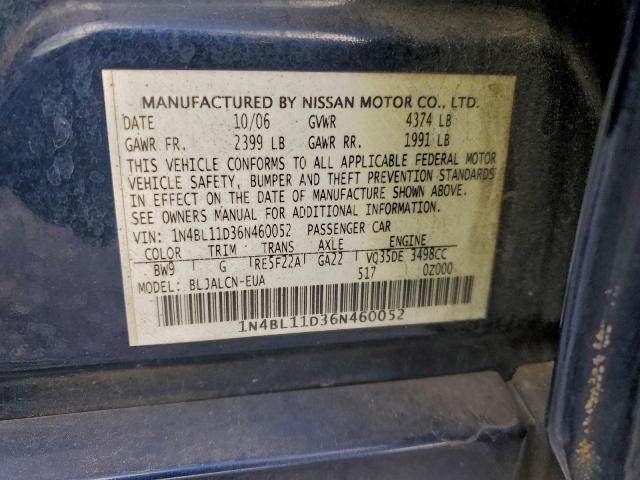 MANUFACTURED BY NISSAN MOTOR CO., LTD.
DATE 10/06 GVWR 4374 LB
GAWR FR. 2399 LB GAWR RR. 1991 LB
THIS VEHICLE CONFORMS TO ALL APPLICABLE FEDERAL MOTOR
VEHICLE SAFETY, BUMPER AND THEFT PREVENTION STANDARDS
IN EFFECT ON THE DATE OF MANUFACTURE SHOWN ABOVE.
SEE OWNERS MANUAL FOR ADDITIONAL INFORMATION.
VIN: 1N4BL11D36N460052 PASSENGER CAR
COLOR TRIM TRANS AXLE ENGINE
BW9 G RE5F22A GA22 VQ35DE 3498CC
MODEL: BLJALCN-EUA 517 0Z000
1N4BL11D36N460052